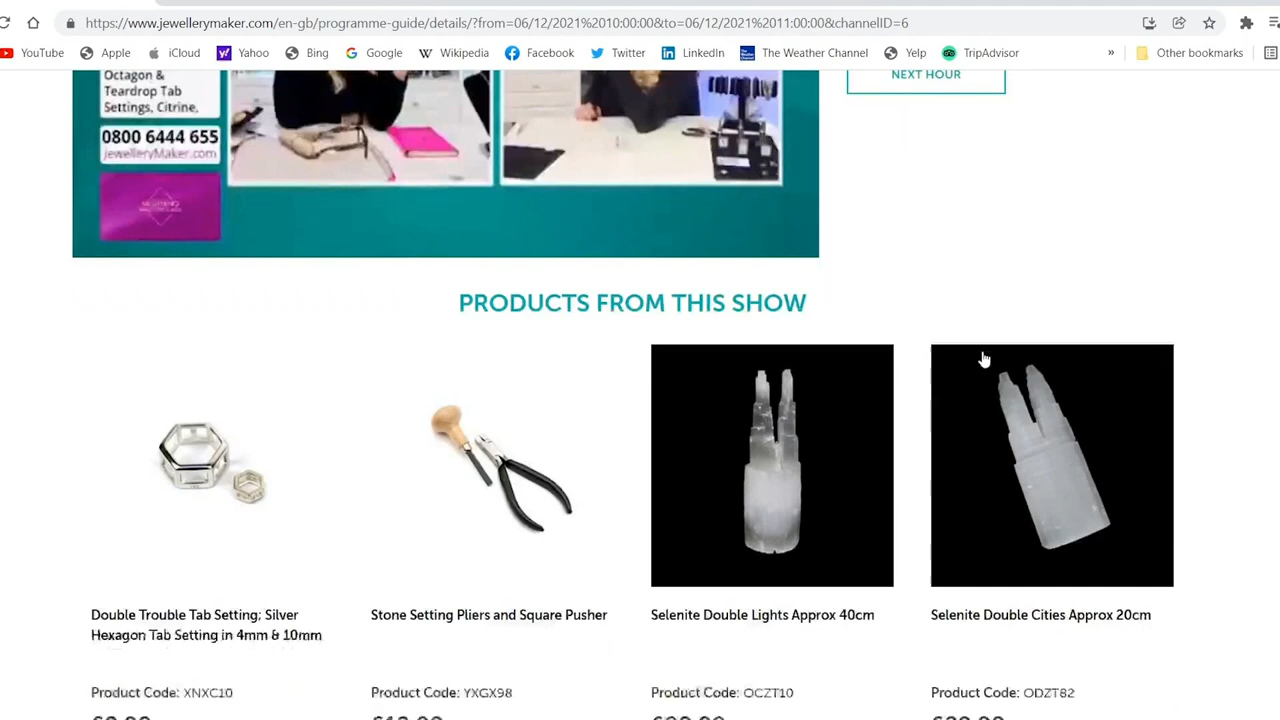 https://www.jewellerymaker.com/en-gb/programme-guide/details/?from=06/12/2021%2010:00:00&to=06/12/2021%2011:00:00&channelID=6
YouTube Apple iCloud Yahoo Bing Google Wikipedia Facebook Twitter LinkedIn The Weather Channel Yelp TripAdvisor » Other bookmarks
NEXT HOUR
Octagon &
Teardrop Tab
Settings, Citrine,
0800 6444 655
jewelleryMaker.com
PRODUCTS FROM THIS SHOW
Double Trouble Tab Setting; Silver
Hexagon Tab Setting in 4mm & 10mm
Stone Setting Pliers and Square Pusher
Selenite Double Lights Approx 40cm
Selenite Double Cities Approx 20cm
Product Code: XNXC10
Product Code: YXGX98
Product Code: OCZT10
Product Code: ODZT82